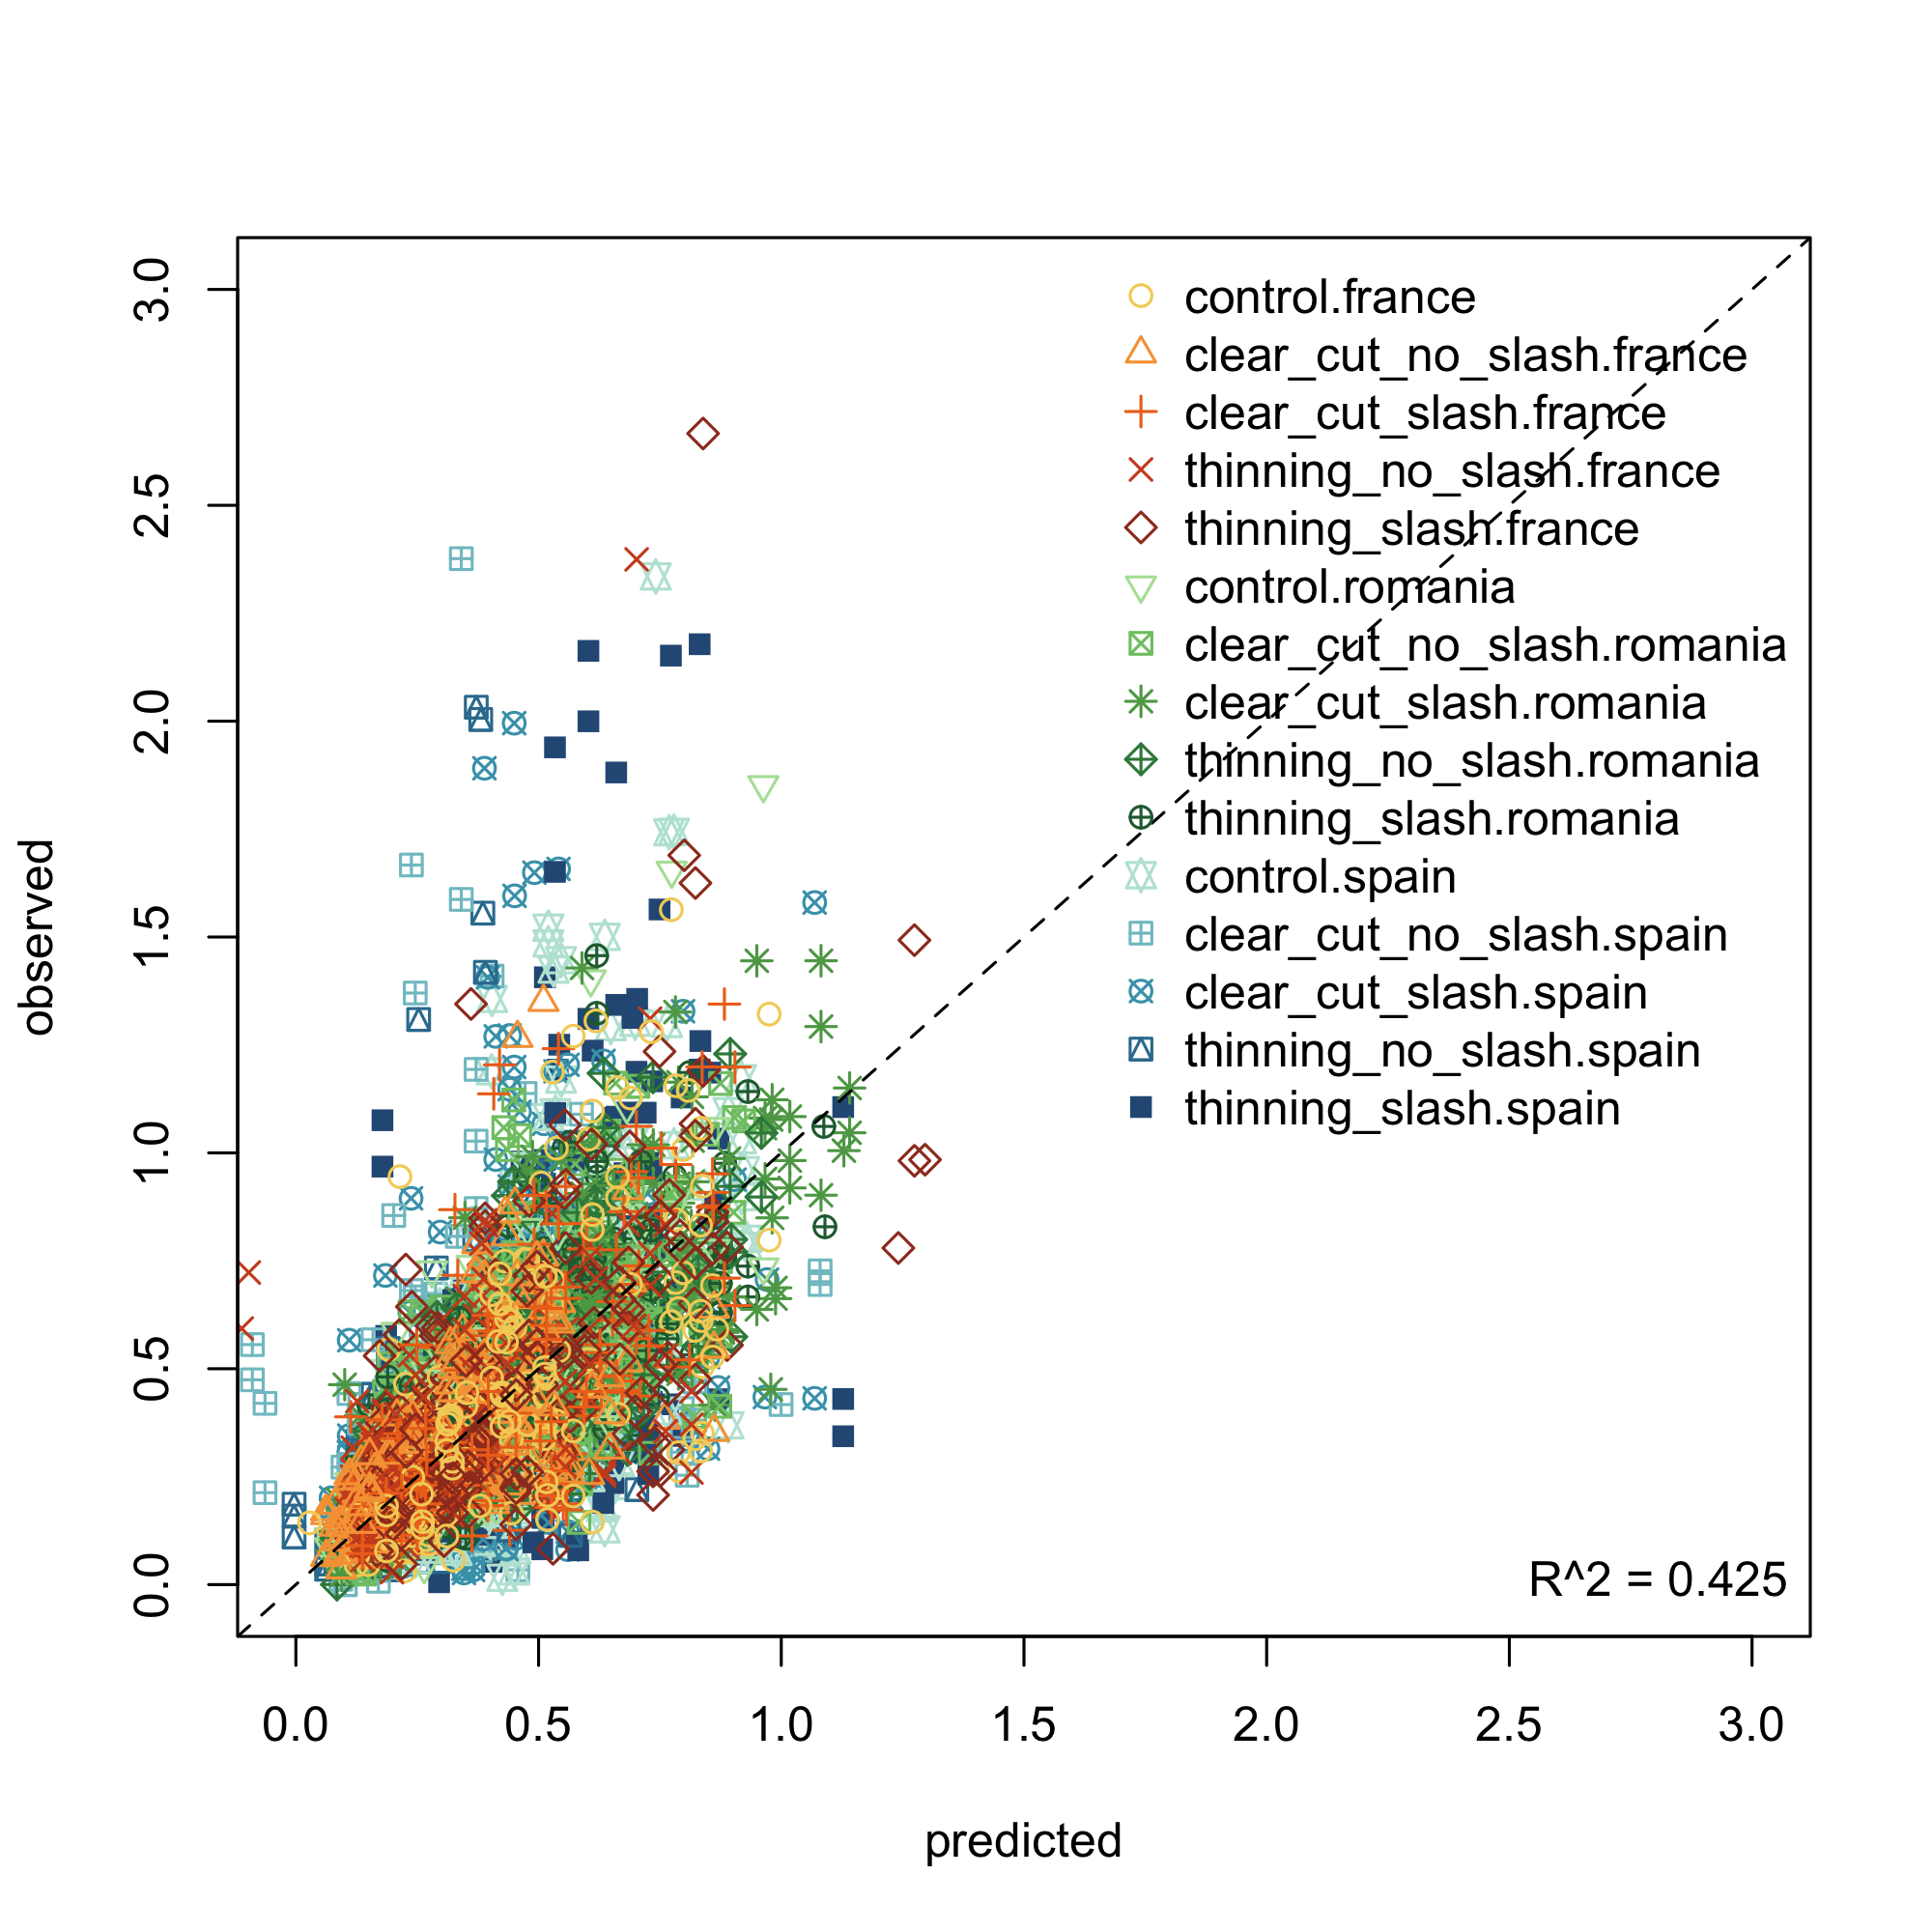 control.france
clear_cut_no_slash.france
clear_cut_slash.france
thinning_no_slash.france
thinning_slash.france
control.romania
clear_cut_no_slash.romania
clear_cut_slash.romania
thinning_no_slash.romania
thinning_slash.romania
control.spain
clear_cut_no_slash.spain
clear_cut_slash.spain
thinning_no_slash.spain
thinning_slash.spain
R^2 = 0.425
observed
3.0
2.5
2.0
1.5
1.0
0.5
0.0
0.0 0.5 1.0 1.5 2.0 2.5 3.0
predicted